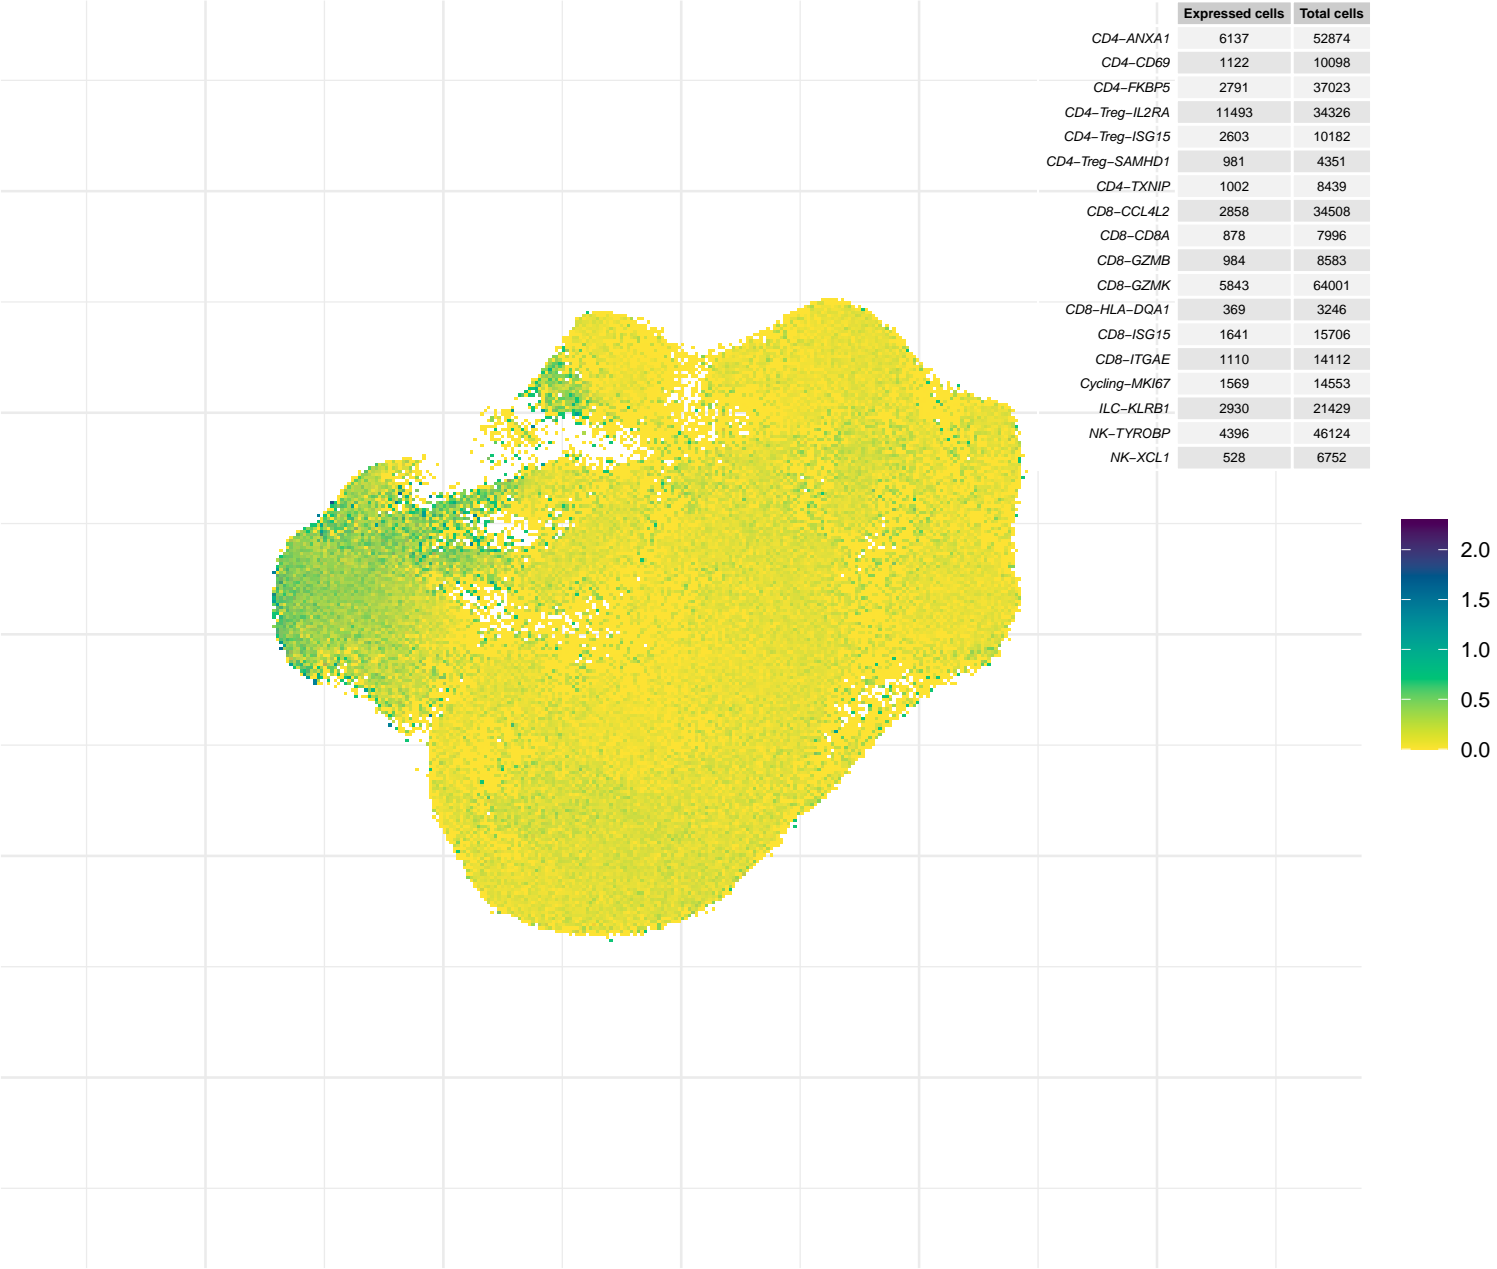 Expressed cells Total cells
CD4−ANXA1 6137 52874
CD4−CD69 1122 10098
CD4−FKBP5 2791 37023
CD4−Treg−IL2RA 11493 34326
CD4−Treg−ISG15 2603 10182
CD4−Treg−SAMHD1 981 4351
CD4−TXNIP 1002 8439
CD8−CCL4L2 2858 34508
CD8−CD8A 878 7996
CD8−GZMB 984 8583
CD8−GZMK 5843 64001
CD8−HLA−DQA1 369 3246
CD8−ISG15 1641 15706
CD8−ITGAE 1110 14112
Cycling−MKI67 1569 14553
ILC−KLRB1 2930 21429
NK−TYROBP 4396 46124
NK−XCL1 528 6752
2.0
1.5
1.0
0.5
0.0